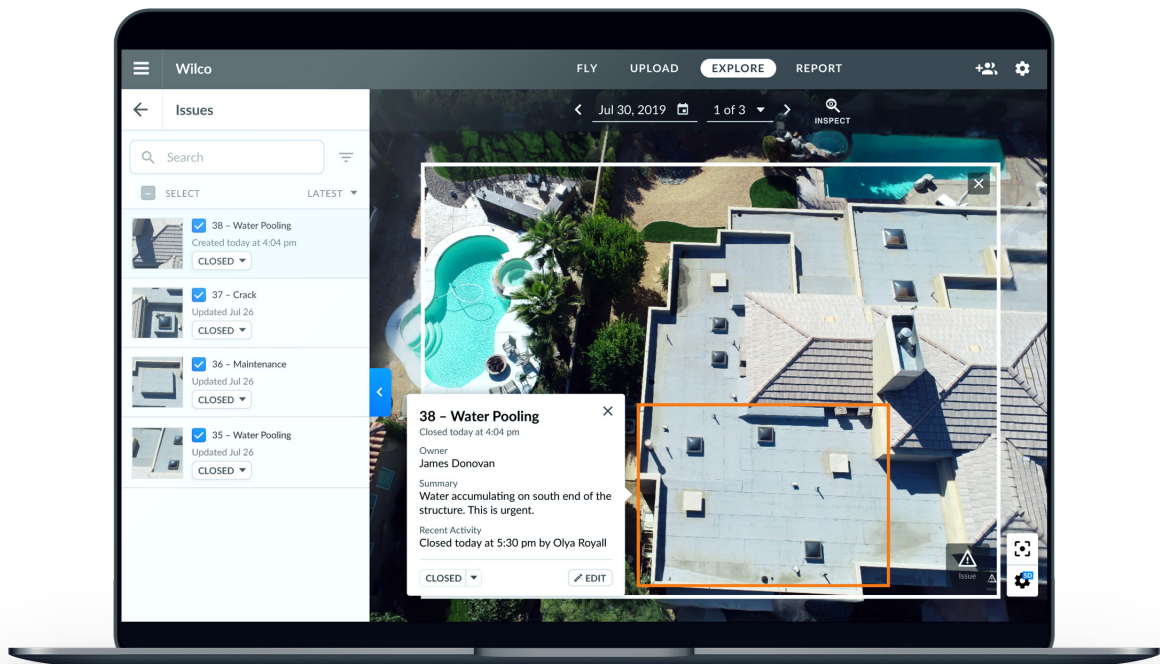 Wilco
FLY UPLOAD EXPLORE REPORT
Issues
Jul 30, 2019
1 of 3
INSPECT
Search
SELECT
LATEST
38 – Water Pooling
Created today at 4:04 pm
CLOSED
37 – Crack
Updated Jul 26
CLOSED
36 – Maintenance
Updated Jul 26
CLOSED
35 – Water Pooling
Updated Jul 26
CLOSED
38 – Water Pooling
Closed today at 4:04 pm
Owner
James Donovan
Summary
Water accumulating on south end of the
structure. This is urgent.
Recent Activity
Closed today at 5:30 pm by Olya Royall
CLOSED
EDIT
Issue
SD